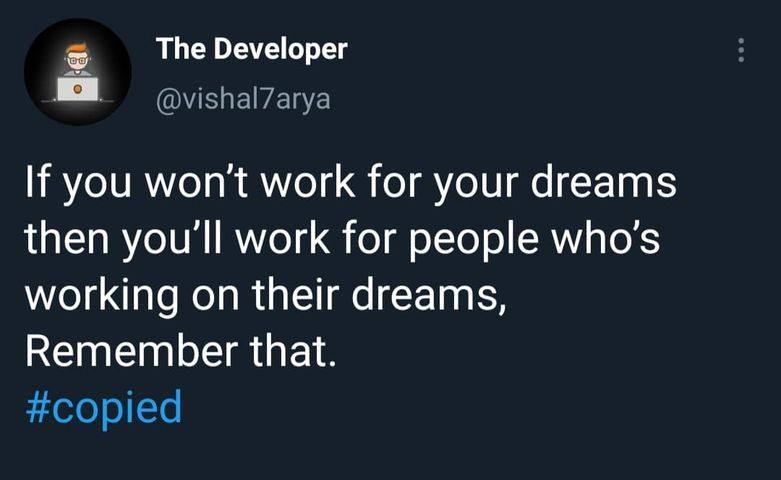 The Developer
@vishal7arya
If you won’t work for your dreams
then you’ll work for people who’s
working on their dreams,
Remember that.
#copied